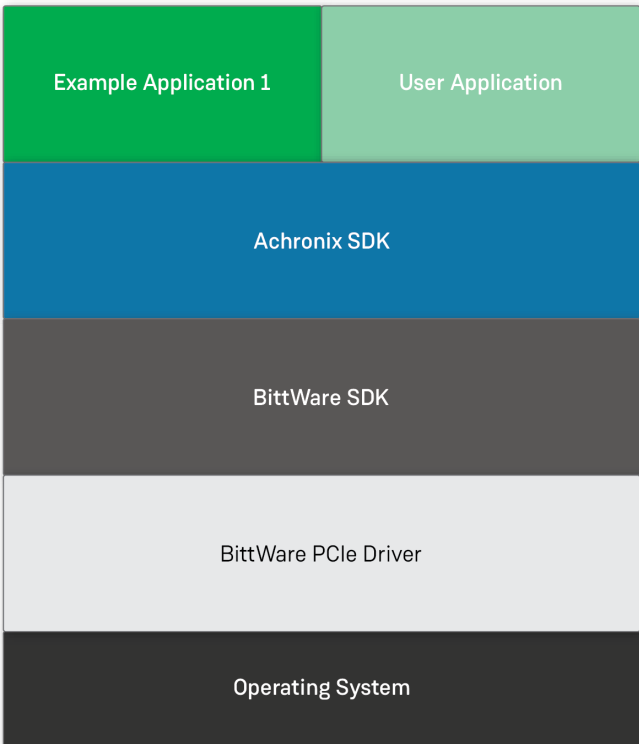 Example Application 1
User Application
Achronix SDK
BittWare SDK
BittWare PCIe Driver
Operating System